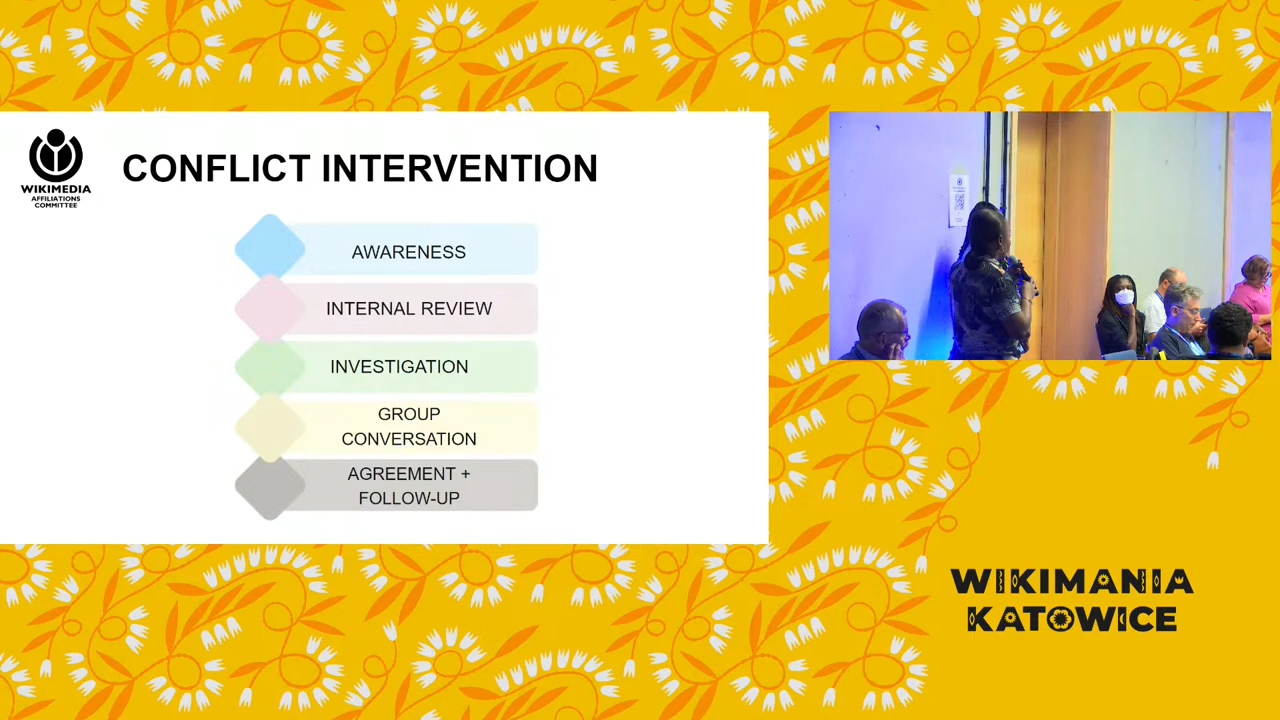 WIKIMEDIA
AFFILIATIONS
COMMITTEE
CONFLICT INTERVENTION
AWARENESS
INTERNAL REVIEW
INVESTIGATION
GROUP
CONVERSATION
AGREEMENT +
FOLLOW-UP
WIKIMANIA
KATOWICE